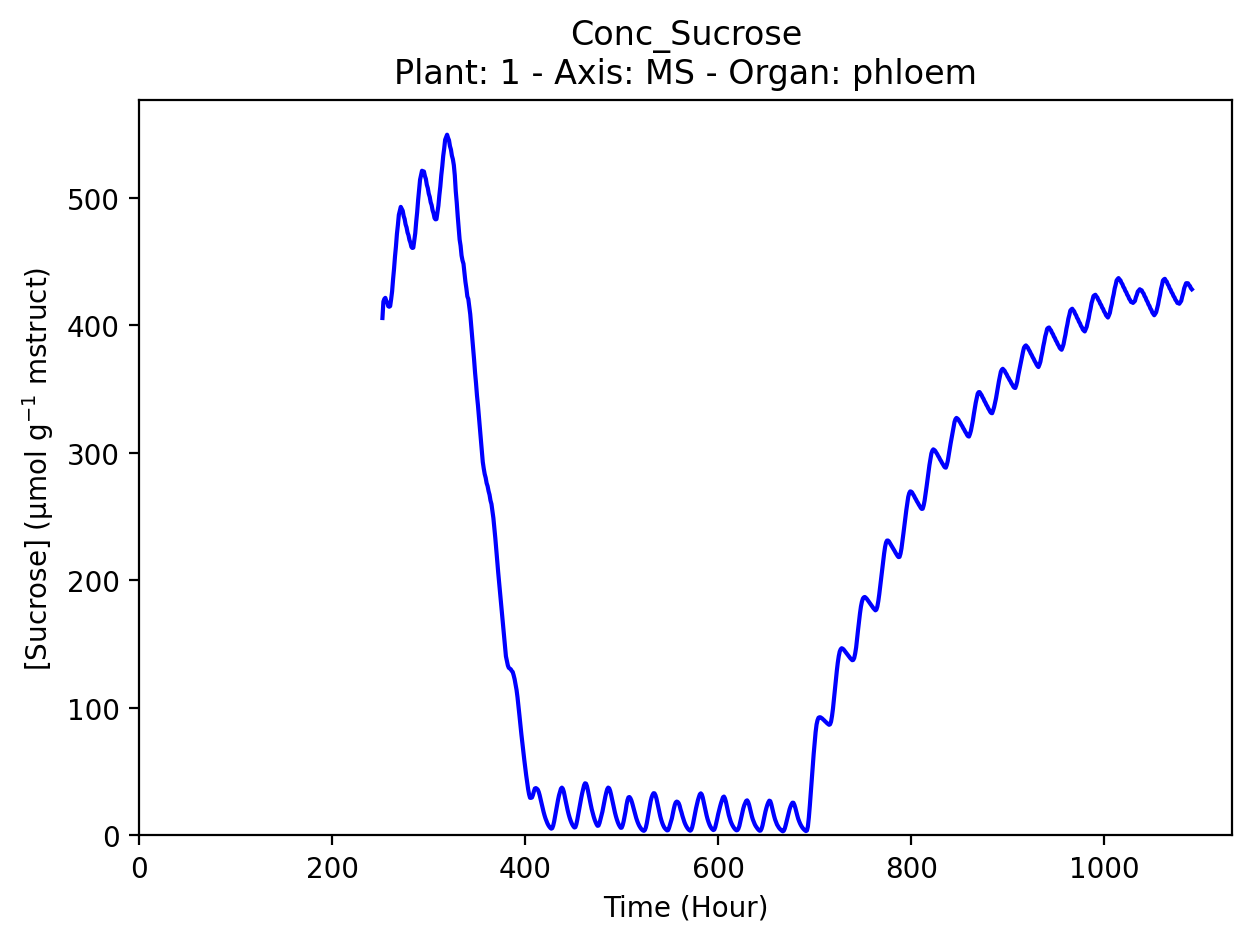 Conc_Sucrose
Plant: 1 - Axis: MS - Organ: phloem
[Sucrose] (µmol g⁻¹ mstruct)
500
400
300
200
100
0
0 200 400 600 800 1000
Time (Hour)